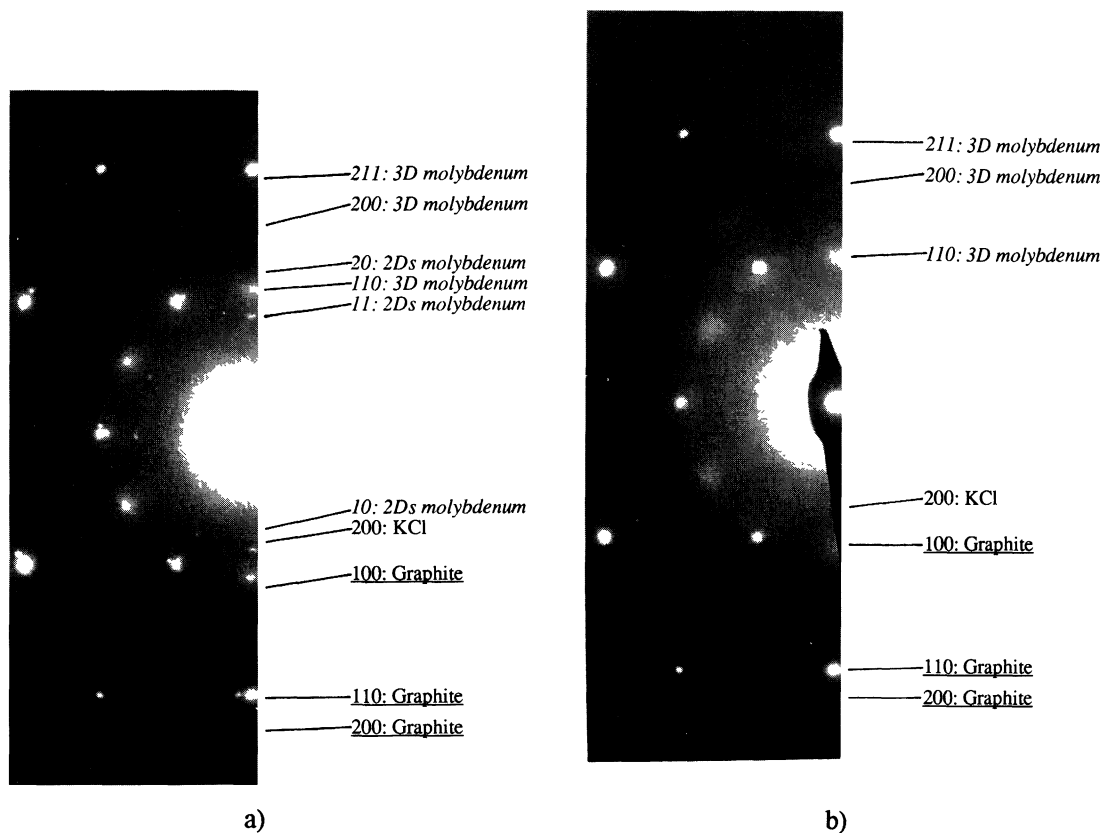 211: 3D molybdenum
200: 3D molybdenum
20: 2Ds molybdenum
110: 3D molybdenum
11: 2Ds molybdenum
10: 2Ds molybdenum
200: KCl
100: Graphite
110: Graphite
200: Graphite
a)
211: 3D molybdenum
200: 3D molybdenum
110: 3D molybdenum
200: KCl
100: Graphite
110: Graphite
200: Graphite
b)